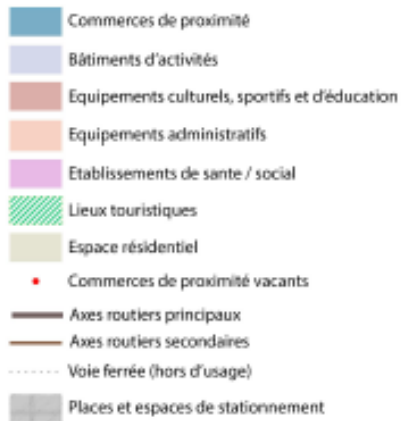 Commerces de proximité
Bâtiments d'activités
Equipements culturels, sportifs et d'éducation
Equipements administratifs
Etablissements de sante / social
Lieux touristiques
Espace résidentiel
Commerces de proximité vacants
Axes routiers principaux
Axes routiers secondaires
Voie ferrée (hors d'usage)
Places et espaces de stationnement